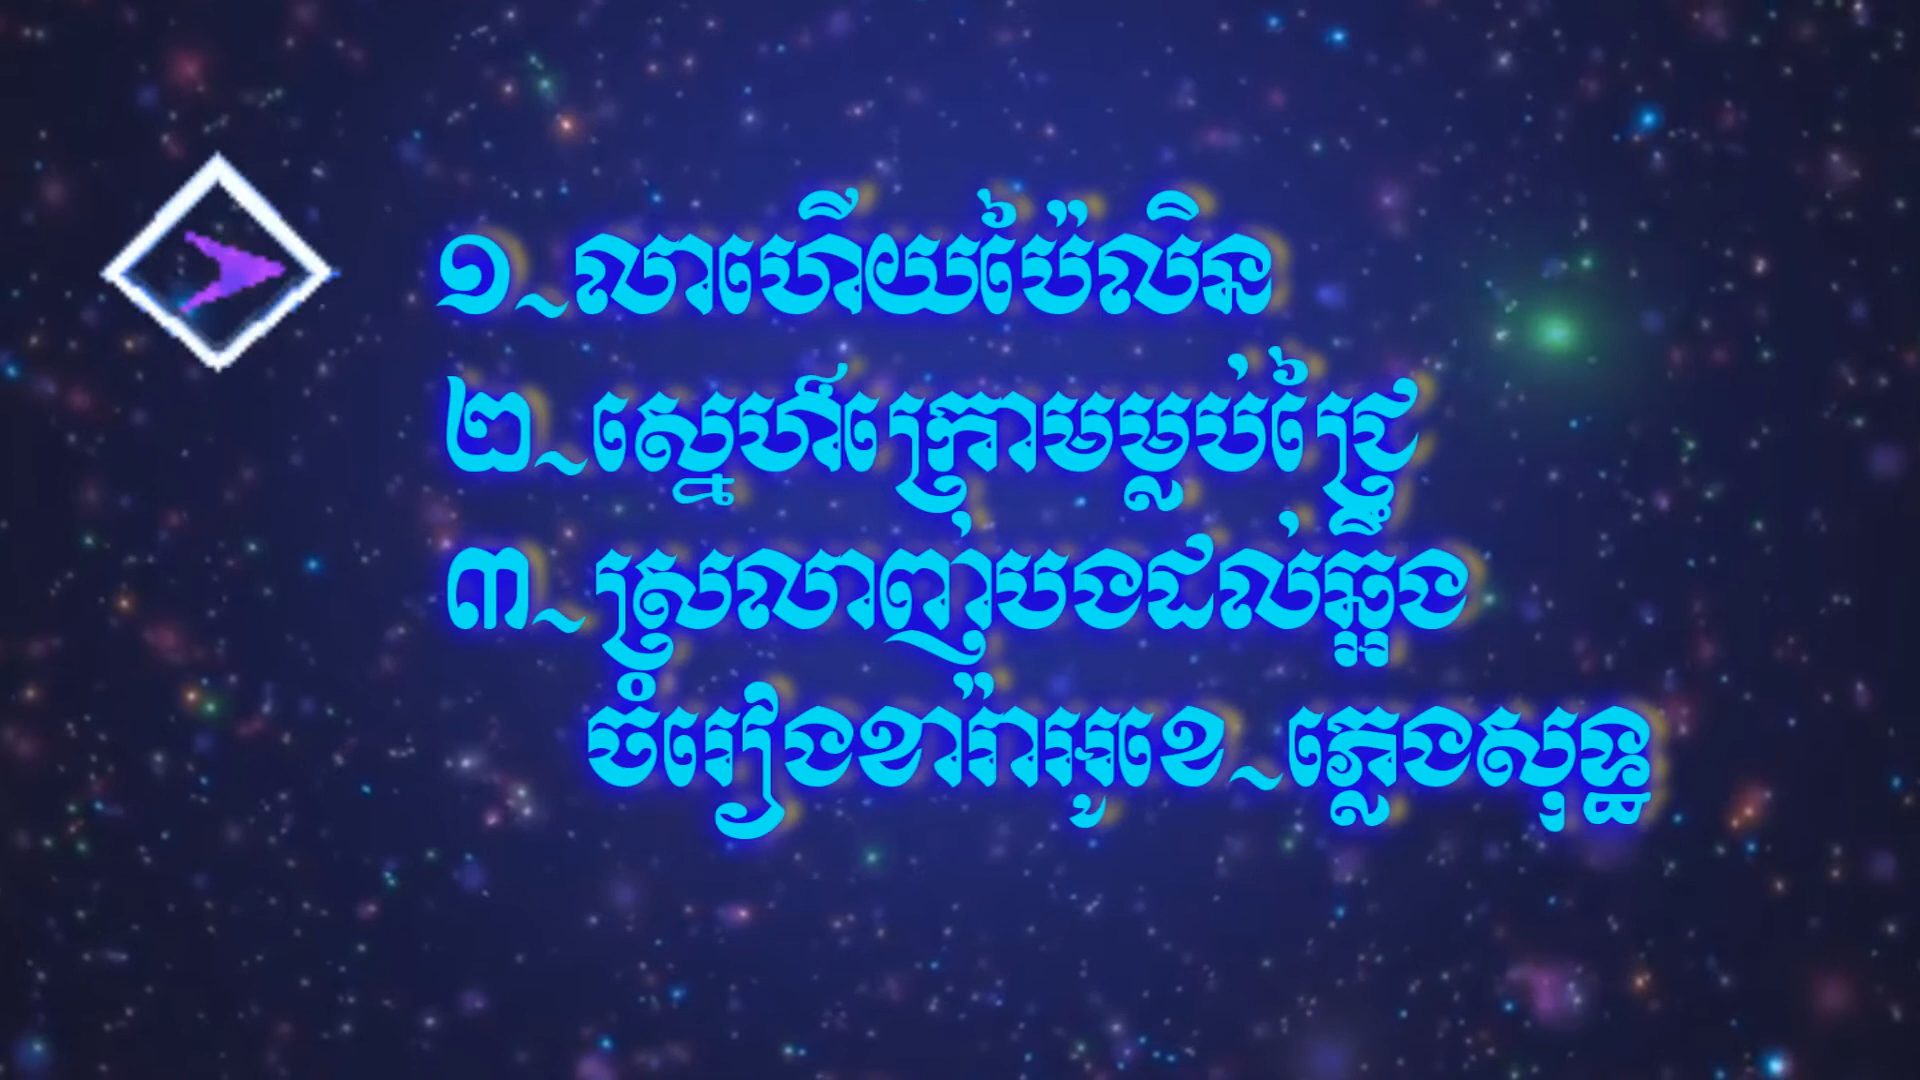 ១_លាហើយប៉ៃលិន
២_ស្នេហ៍ក្រោមម្លប់ជ្រៃ
៣_ស្រលាញ់បងដល់ឆ្អឹង
ចំរៀងខារ៉ាអូខេ_ភ្លេងសុទ្ធ